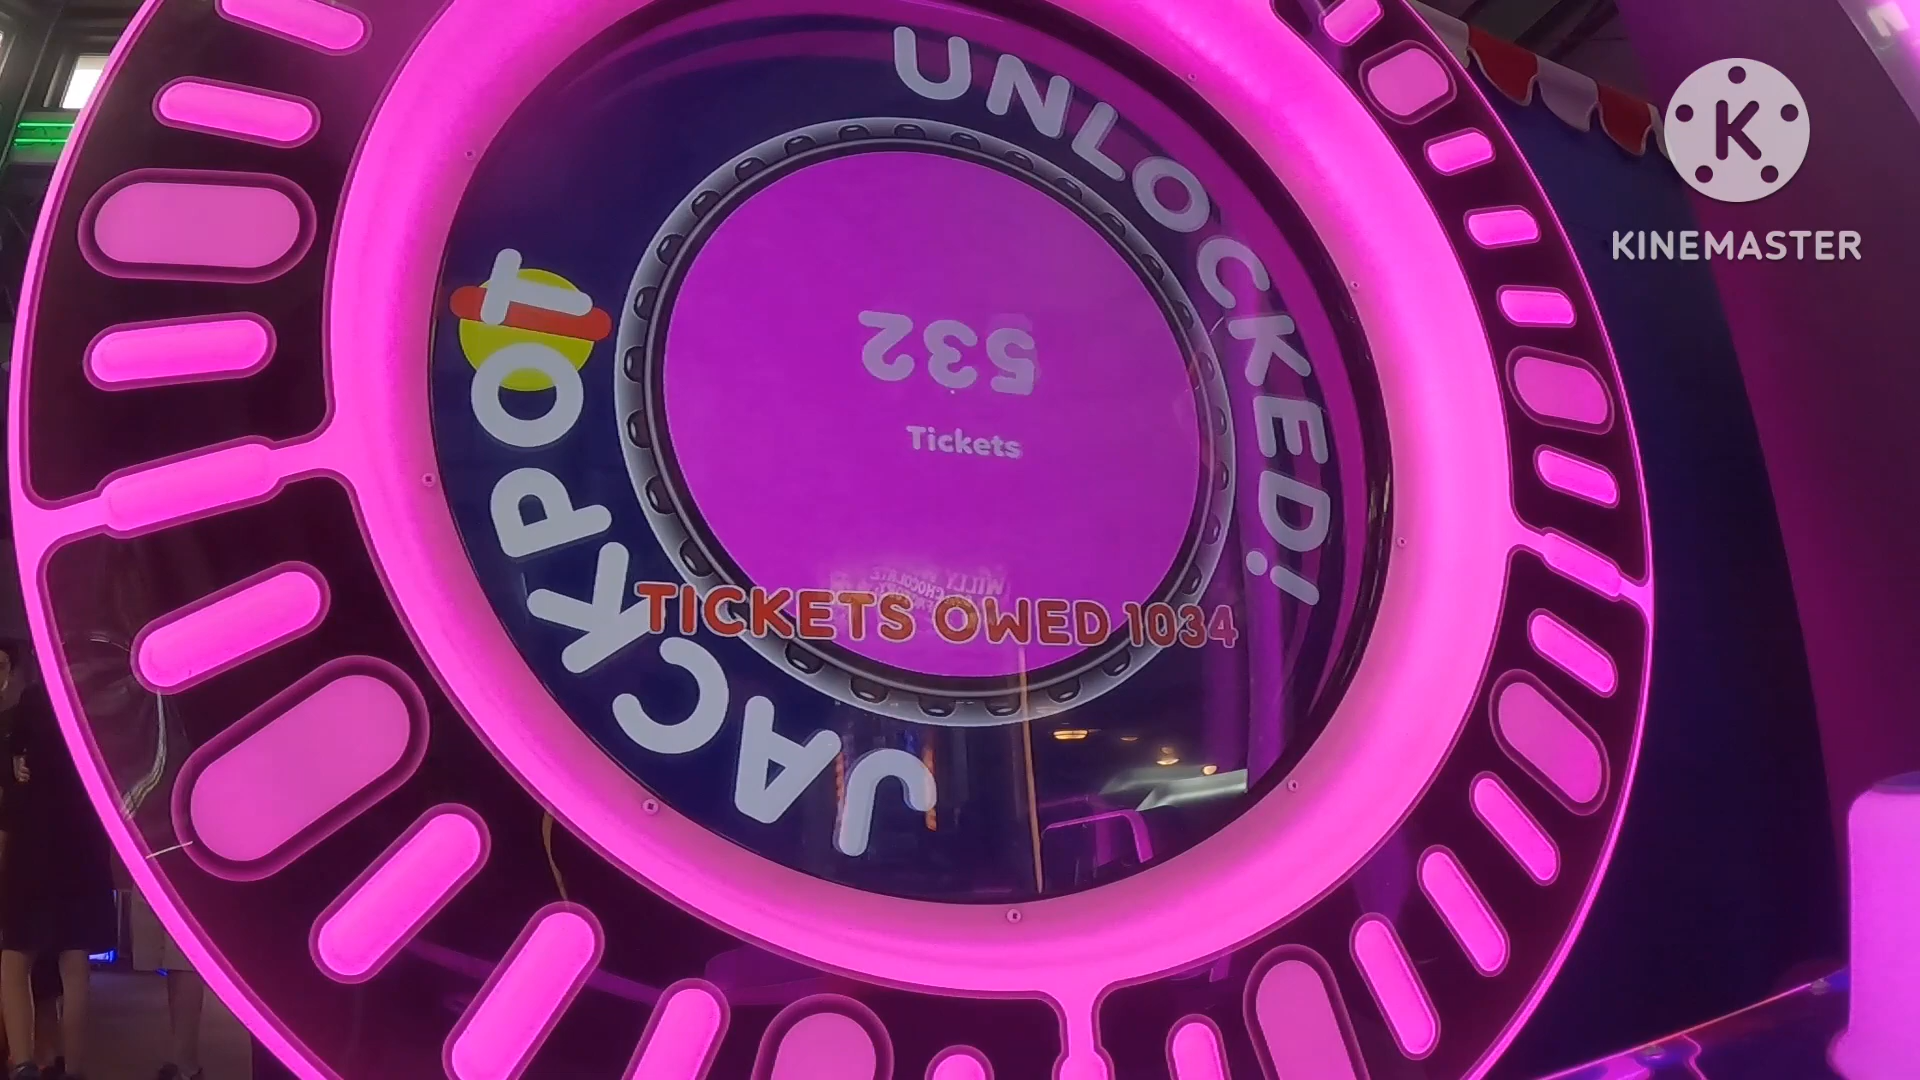 JACKPOT UNLOCKED!
532
Tickets
TICKETS OWED 1034
K
KINEMASTER